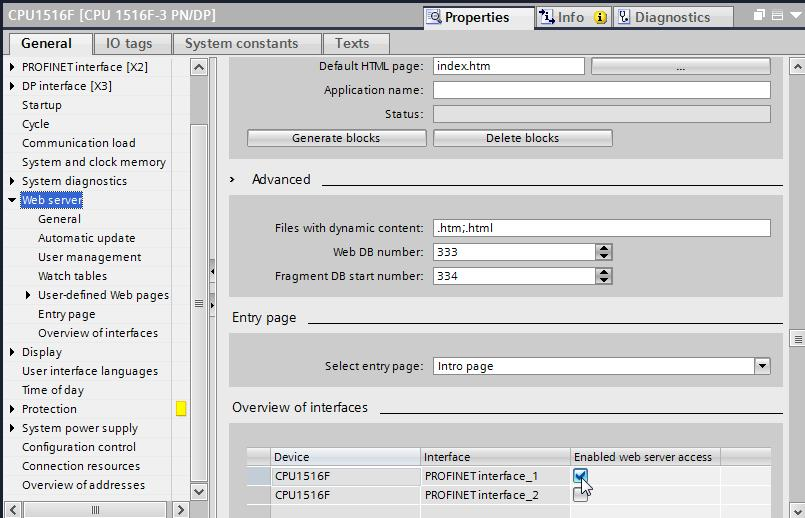 CPU1516F [CPU 1516F-3 PN/DP]
Properties
Info
Diagnostics
General
IO tags
System constants
Texts
PROFINET interface [X2]
DP interface [X3]
Startup
Cycle
Communication load
System and clock memory
System diagnostics
Web server
General
Automatic update
User management
Watch tables
User-defined Web pages
Entry page
Overview of interfaces
Display
User interface languages
Time of day
Protection
System power supply
Configuration control
Connection resources
Overview of addresses
Default HTML page: index.htm ...
Application name:
Status:
Generate blocks Delete blocks
Advanced
Files with dynamic content: .htm;.html
Web DB number: 333
Fragment DB start number: 334
Entry page
Select entry page: Intro page
Overview of interfaces
Device Interface Enabled web server access
CPU1516F PROFINET interface_1
CPU1516F PROFINET interface_2